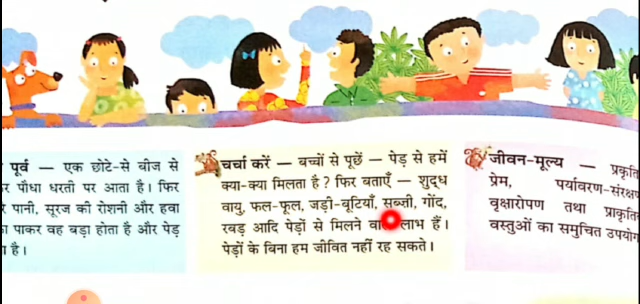 पूर्व — एक छोटे-से बीज से
पौधा धरती पर आता है। फिर
पानी, सूरज की रोशनी और हवा
पाकर वह बड़ा होता है और पेड़
है।
चर्चा करें — बच्चों से पूछें — पेड़ से हमें
क्या-क्या मिलता है? फिर बताएँ — शुद्ध
वायु, फल-फूल, जड़ी-बूटियाँ, सब्ज़ी, गोंद,
रबड़ आदि पेड़ों से मिलने लाभ हैं।
पेड़ों के बिना हम जीवित नहीं रह सकते।
जीवन-मूल्य — प्रकृति
प्रेम, पर्यावरण-संरक्षण
वृक्षारोपण तथा प्राकृति
वस्तुओं का समुचित उपयोग